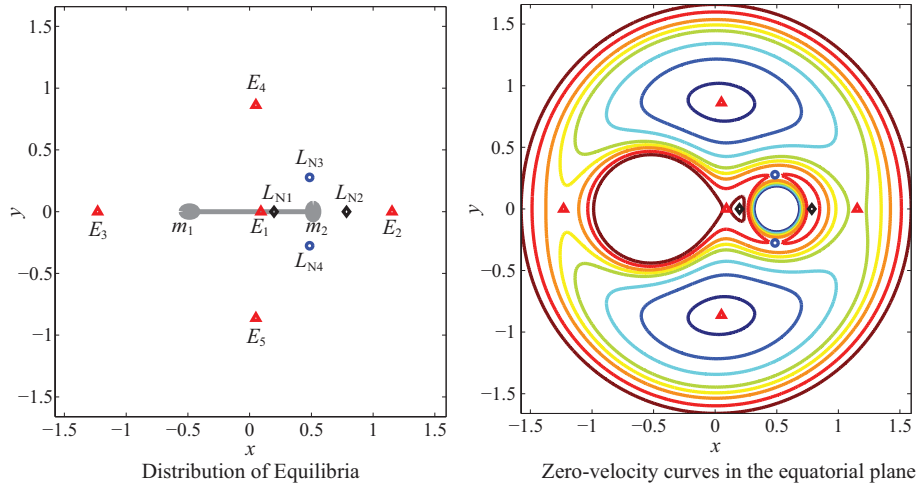 1.5
1
0.5
0
−0.5
−1
−1.5
y
−1.5 −1 −0.5 0 0.5 1 1.5
x
E4
LN3
LN1 LN2
E3 m1 E1 m2 E2
LN4
E5
Distribution of Equilibria
1.5
1
0.5
0
−0.5
−1
−1.5
y
−1.5 −1 −0.5 0 0.5 1 1.5
x
Zero-velocity curves in the equatorial plane